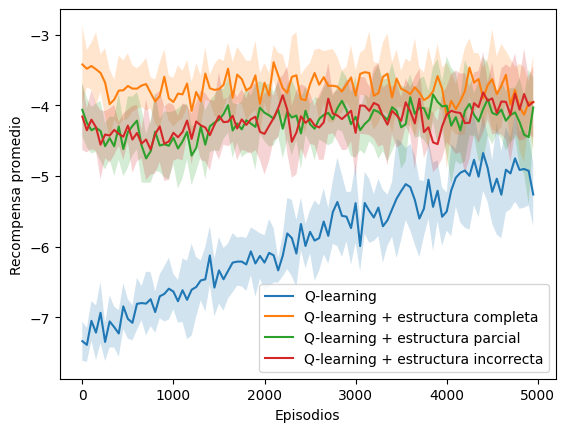 −3
−4
−5
−6
−7
Recompensa promedio
0
1000
2000
3000
4000
5000
Episodios
Q-learning
Q-learning + estructura completa
Q-learning + estructura parcial
Q-learning + estructura incorrecta